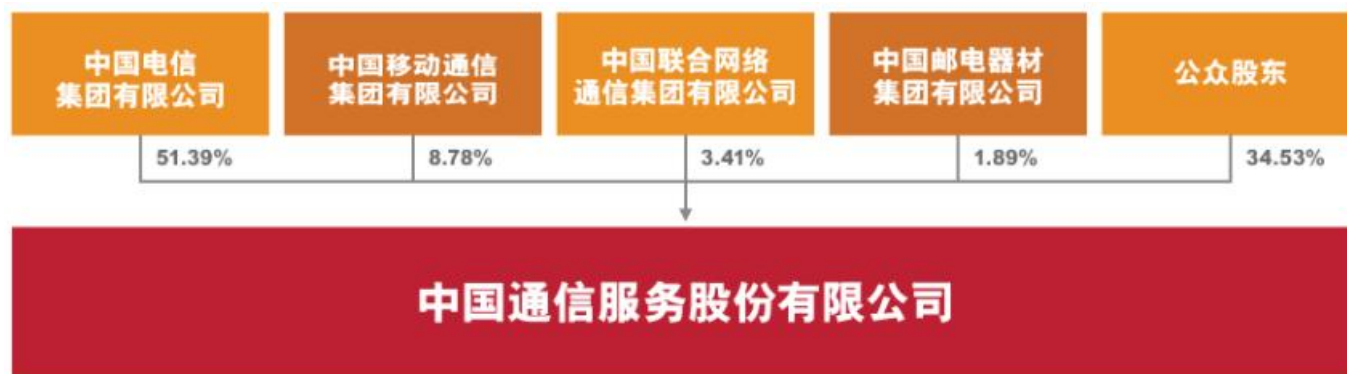 中国电信
集团有限公司
中国移动通信
集团有限公司
中国联合网络
通信集团有限公司
中国邮电器材
集团有限公司
公众股东
51.39%
8.78%
3.41%
1.89%
34.53%
中国通信服务股份有限公司